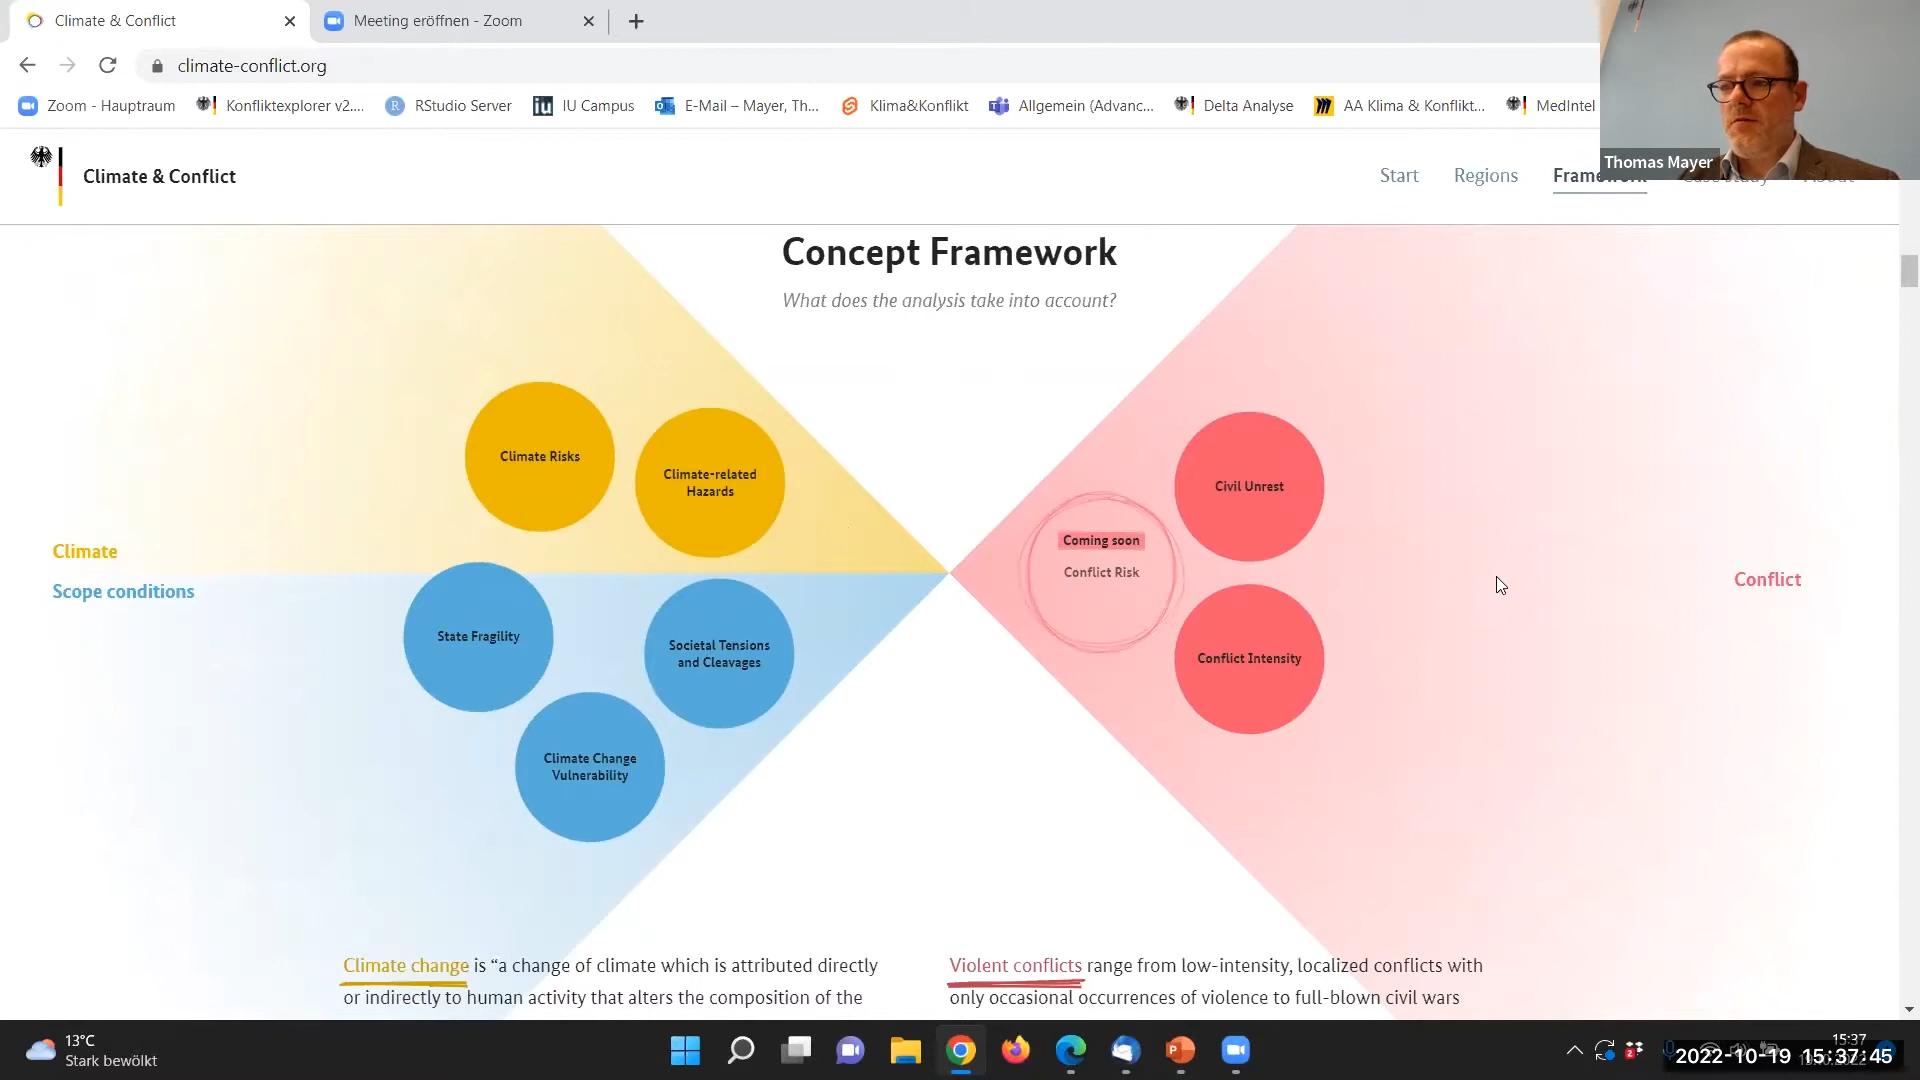 Climate & Conflict
Meeting eröffnen - Zoom
climate-conflict.org
Zoom - Hauptraum
Konfliktexplorer v2....
RStudio Server
IU Campus
E-Mail – Mayer, Th...
Klima&Konflikt
Allgemein (Advanc...
Delta Analyse
AA Klima & Konflikt...
MedIntel
Thomas Mayer
Climate & Conflict
Start
Regions
Framework
Case study
About
Concept Framework
What does the analysis take into account?
Climate Risks
Climate-related
Hazards
Civil Unrest
Coming soon
Conflict Risk
Climate
Scope conditions
Conflict
State Fragility
Societal Tensions
and Cleavages
Conflict Intensity
Climate Change
Vulnerability
Climate change is “a change of climate which is attributed directly
or indirectly to human activity that alters the composition of the
Violent conflicts range from low-intensity, localized conflicts with
only occasional occurrences of violence to full-blown civil wars
13°C
Stark bewölkt
15:37
2022-10-19 15:37:45